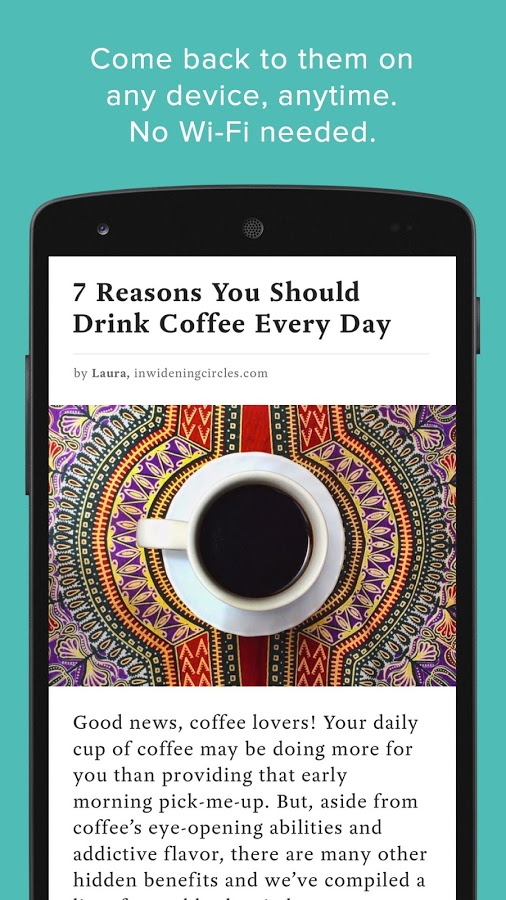 Come back to them on
any device, anytime.
No Wi-Fi needed.
7 Reasons You Should
Drink Coffee Every Day
by Laura, inwideningcircles.com
Good news, coffee lovers! Your daily
cup of coffee may be doing more for
you than providing that early
morning pick-me-up. But, aside from
coffee's eye-opening abilities and
addictive flavor, there are many other
hidden benefits and we've compiled a